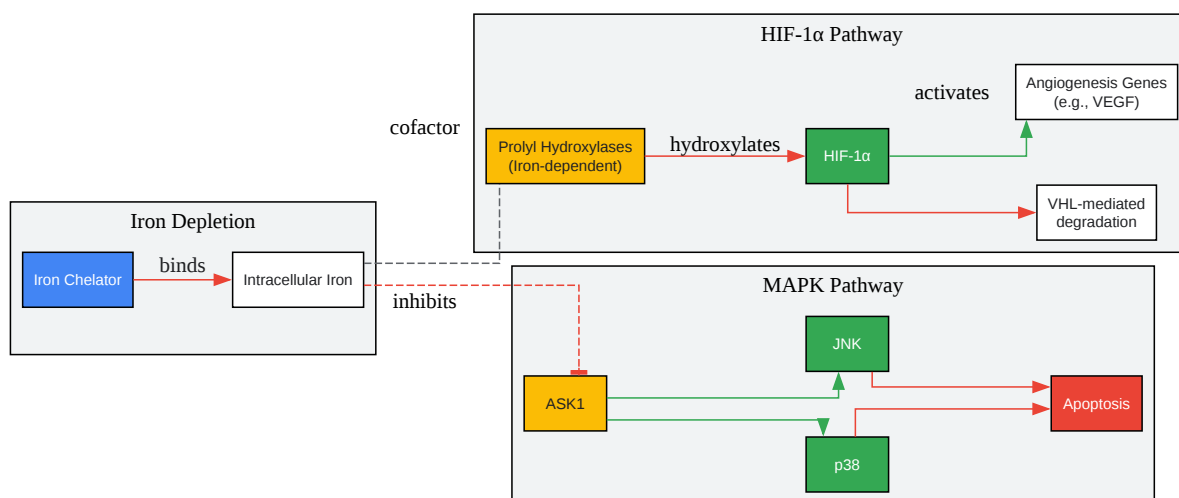 HIF-1α Pathway
activates
Angiogenesis Genes
(e.g., VEGF)
cofactor
Prolyl Hydroxylases
(Iron-dependent)
hydroxylates
HIF-1α
VHL-mediated
degradation
Iron Depletion
Iron Chelator
binds
Intracellular Iron
inhibits
MAPK Pathway
JNK
ASK1
Apoptosis
p38